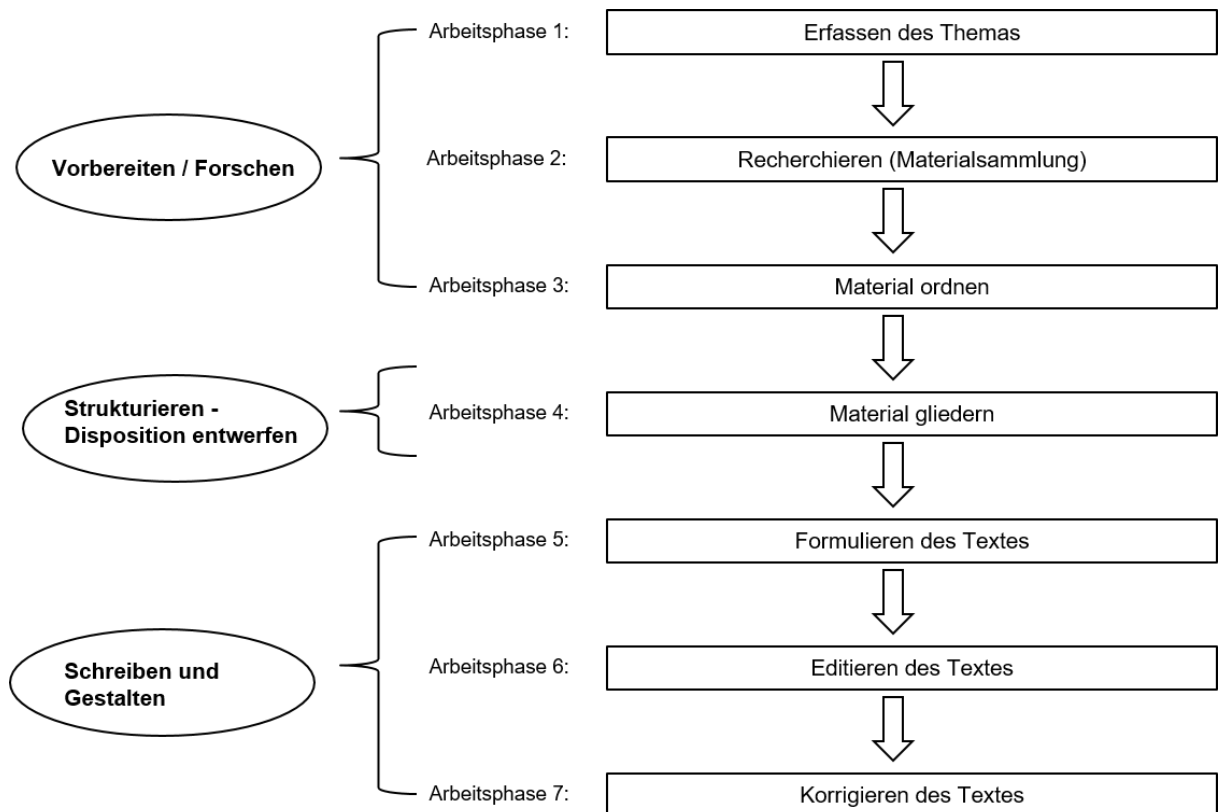 Arbeitsphase 1:
Erfassen des Themas
Vorbereiten / Forschen
Arbeitsphase 2:
Recherchieren (Materialsammlung)
Arbeitsphase 3:
Material ordnen
Strukturieren -
Disposition entwerfen
Arbeitsphase 4:
Material gliedern
Arbeitsphase 5:
Formulieren des Textes
Schreiben und
Gestalten
Arbeitsphase 6:
Editieren des Textes
Arbeitsphase 7:
Korrigieren des Textes